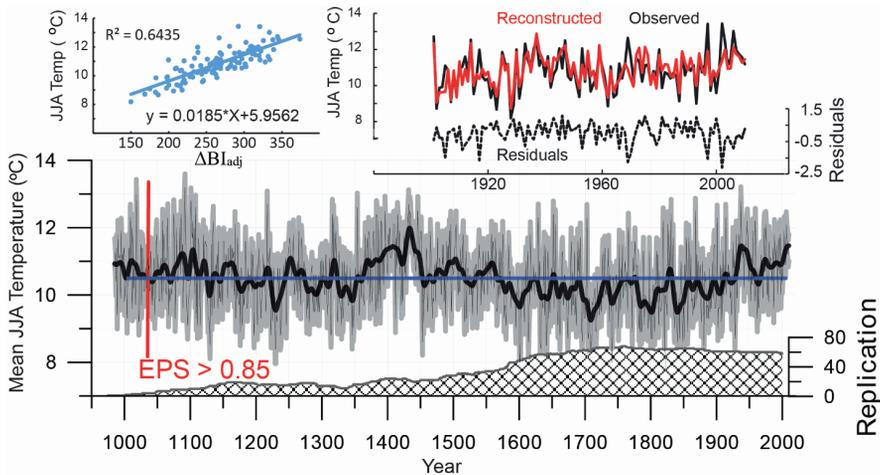 14
12
10
8
JJA Temp ( °C)
R² = 0.6435
y = 0.0185*X+5.9562
150 200 250 300 350
ΔBIadj
14
12
10
8
JJA Temp ( °C)
Reconstructed Observed
Residuals
1.5
-0.5
-2.5
Residuals
1920 1960 2000
14
12
10
8
Mean JJA Temperature (ºC)
EPS > 0.85
80
40
0
Replication
1000 1100 1200 1300 1400 1500 1600 1700 1800 1900 2000
Year